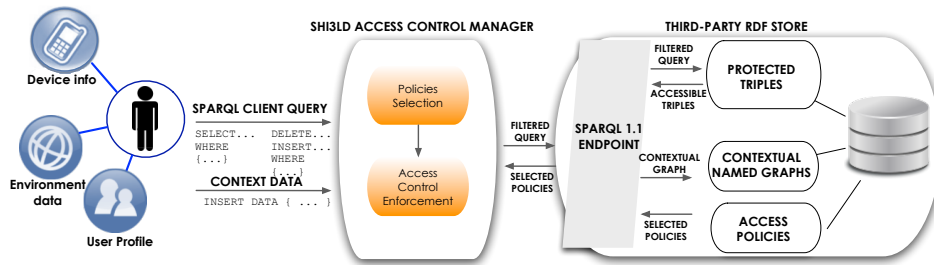 SHI3LD ACCESS CONTROL MANAGER
THIRD-PARTY RDF STORE
Device info
Environment
data
User Profile
SPARQL CLIENT QUERY
SELECT... DELETE...
WHERE INSERT...
{...} WHERE
{...}
CONTEXT DATA
INSERT DATA { ... }
Policies
Selection
Access
Control
Enforcement
FILTERED
QUERY
SELECTED
POLICIES
SPARQL 1.1
ENDPOINT
FILTERED
QUERY
ACCESSIBLE
TRIPLES
CONTEXTUAL
GRAPH
SELECTED
POLICIES
PROTECTED
TRIPLES
CONTEXTUAL
NAMED GRAPHS
ACCESS
POLICIES